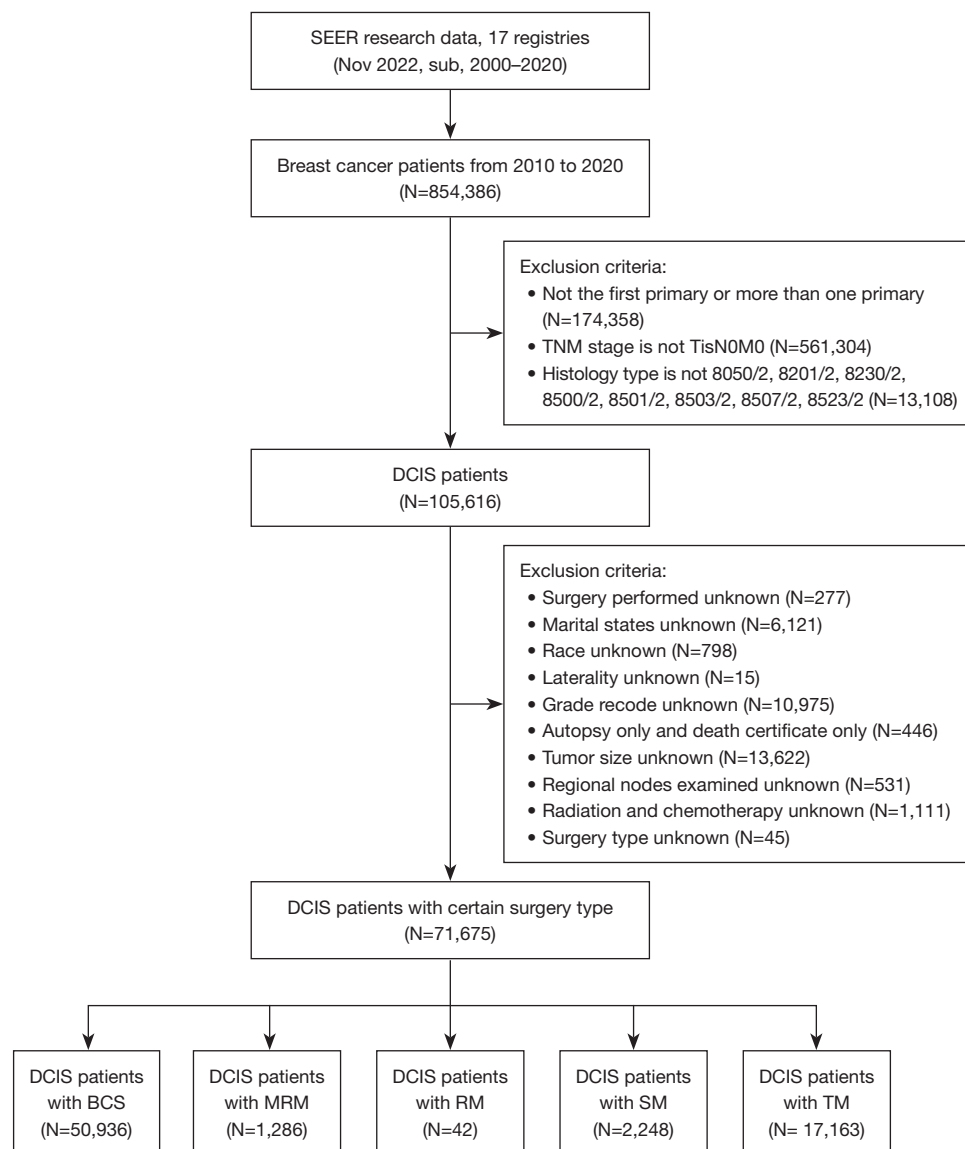 SEER research data, 17 registries
(Nov 2022, sub, 2000–2020)
Breast cancer patients from 2010 to 2020
(N=854,386)
Exclusion criteria:
• Not the first primary or more than one primary
(N=174,358)
• TNM stage is not TisN0M0 (N=561,304)
• Histology type is not 8050/2, 8201/2, 8230/2,
8500/2, 8501/2, 8503/2, 8507/2, 8523/2 (N=13,108)
DCIS patients
(N=105,616)
Exclusion criteria:
• Surgery performed unknown (N=277)
• Marital states unknown (N=6,121)
• Race unknown (N=798)
• Laterality unknown (N=15)
• Grade recode unknown (N=10,975)
• Autopsy only and death certificate only (N=446)
• Tumor size unknown (N=13,622)
• Regional nodes examined unknown (N=531)
• Radiation and chemotherapy unknown (N=1,111)
• Surgery type unknown (N=45)
DCIS patients with certain surgery type
(N=71,675)
DCIS patients
with BCS
(N=50,936)
DCIS patients
with MRM
(N=1,286)
DCIS patients
with RM
(N=42)
DCIS patients
with SM
(N=2,248)
DCIS patients
with TM
(N= 17,163)